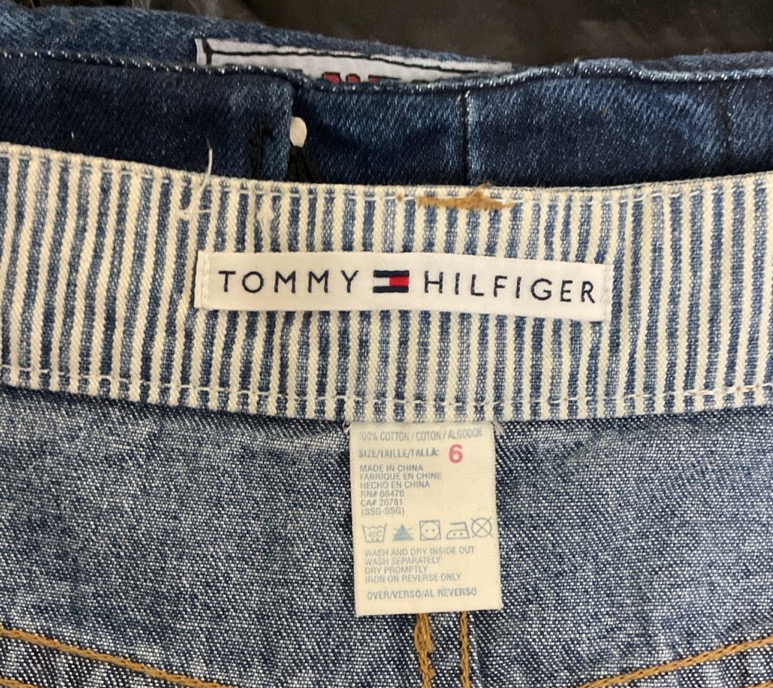 TOMMY HILFIGER
100% COTTON / COTON / ALGODON
SIZE/TAILLE/TALLA: 6
MADE IN CHINA
FABRIQUE EN CHINE
HECHO EN CHINA
RN# 66476
CA# 20781
(SSG-SSG)
WASH AND DRY INSIDE OUT
WASH SEPARATELY
DRY PROMPTLY
IRON ON REVERSE ONLY
OVER/VERSO/AL REVERSO